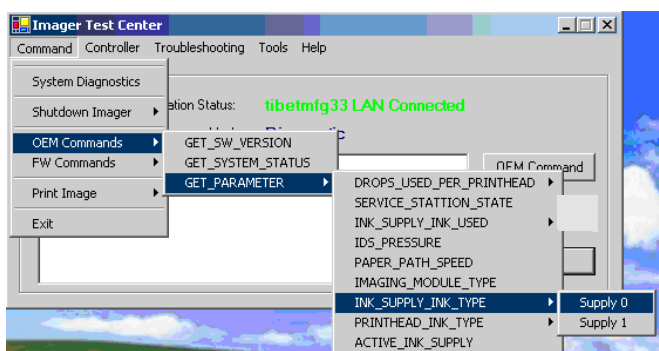 Imager Test Center
Command Controller Troubleshooting Tools Help
System Diagnostics
Shutdown Imager
ation Status: tibetmfg33 LAN Connected
OEM Commands
GET_SW_VERSION
FW Commands
GET_SYSTEM_STATUS
OEM Command
GET_PARAMETER
DROPS_USED_PER_PRINTHEAD
Print Image
SERVICE_STATTION_STATE
INK_SUPPLY_INK_USED
Exit
IDS_PRESSURE
PAPER_PATH_SPEED
IMAGING_MODULE_TYPE
INK_SUPPLY_INK_TYPE
Supply 0
PRINTHEAD_INK_TYPE
Supply 1
ACTIVE_INK_SUPPLY